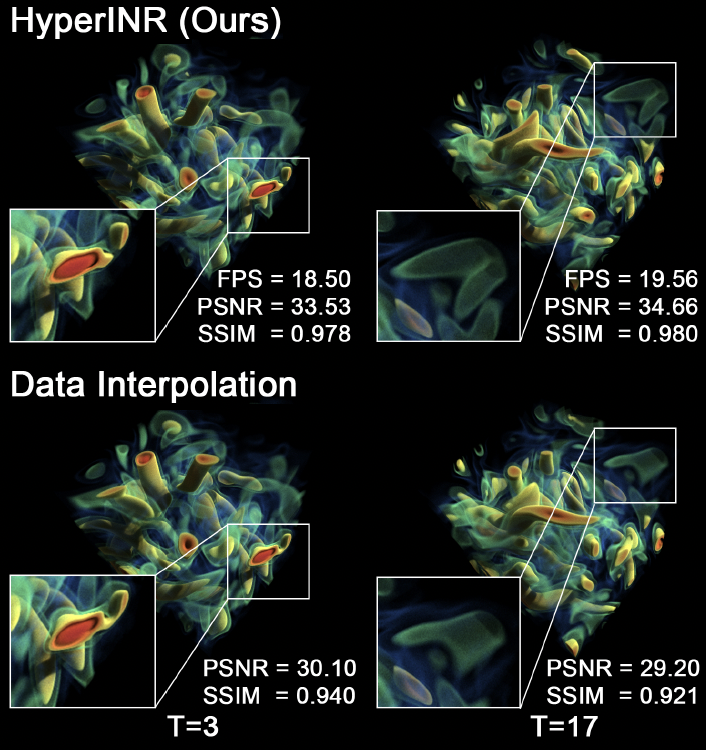 HyperINR (Ours)
FPS = 18.50
PSNR = 33.53
SSIM = 0.978
FPS = 19.56
PSNR = 34.66
SSIM = 0.980
Data Interpolation
PSNR = 30.10
SSIM = 0.940
PSNR = 29.20
SSIM = 0.921
T=3
T=17